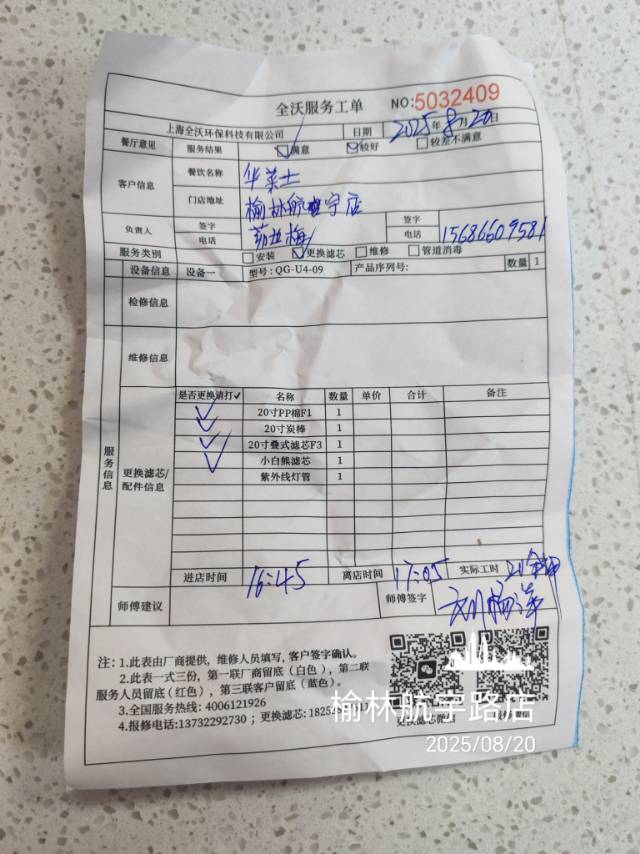 全沃服务工单 NO:5032409
上海全沃环保科技有限公司 日期 2025年8月20日
餐厅意见 服务结果 满意 较好 较差不满意
客户信息 餐饮名称 华莱士
门店地址 榆林航宇店
负责人 签字 签字
电话 梅 电话 15686609581
服务类别 安装 更换滤芯 维修 管道消毒
设备信息 设备一 型号: QG-U4-09 产品序列号: 数量 1
检修信息
维修信息
服务信息
更换滤芯/配件信息
是否更换请打✓ 名称 数量 单价 合计 备注
✓ 20寸PP棉F1 1
✓ 20寸炭棒 1
✓ 20寸叠式滤芯F3 1
✓ 小白熊滤芯 1
紫外线灯管 1
进店时间 16:45 离店时间 17:05 实际工时 20分钟
师傅建议 师傅签字
注: 1.此表由厂商提供, 维修人员填写, 客户签字确认。
2.此表一式三份, 第一联厂商留底(白色), 第二联
服务人员留底(红色), 第三联客户留底(蓝色)。
3.全国服务热线: 4006121926
4.报修电话:13732292730; 更换滤芯:
榆林航宇路店
2025/08/20